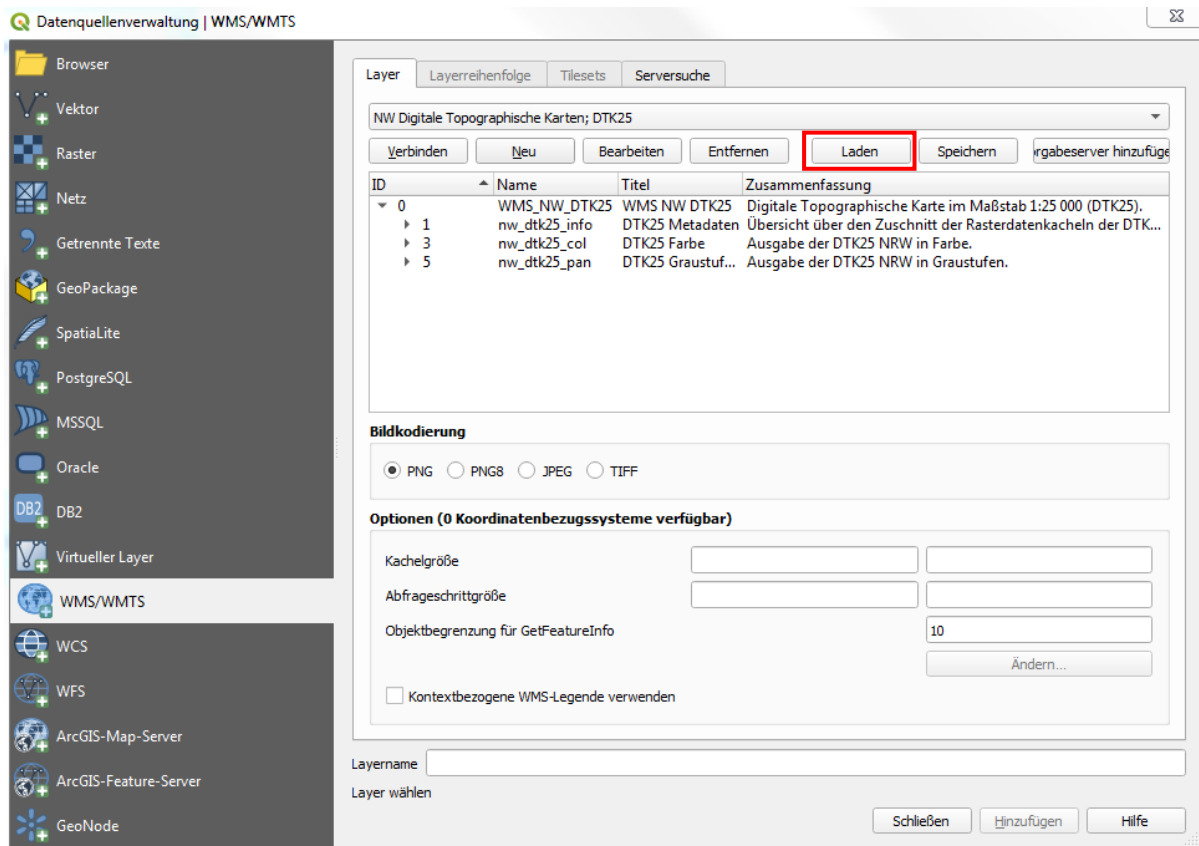 Datenquellenverwaltung | WMS/WMTS
Browser
Vektor
Raster
Netz
Getrennte Texte
GeoPackage
SpatiaLite
PostgreSQL
MSSQL
Oracle
DB2
DB2
Virtueller Layer
WMS/WMTS
WCS
WFS
ArcGIS-Map-Server
ArcGIS-Feature-Server
GeoNode
Layer Layerreihenfolge Tilesets Serversuche
NW Digitale Topographische Karten; DTK25
Verbinden Neu Bearbeiten Entfernen Laden Speichern orgabeserver hinzufüge
ID Name Titel Zusammenfassung
0 WMS_NW_DTK25 WMS NW DTK25 Digitale Topographische Karte im Maßstab 1:25 000 (DTK25).
1 nw_dtk25_info DTK25 Metadaten Übersicht über den Zuschnitt der Rasterdatenkacheln der DTK...
3 nw_dtk25_col DTK25 Farbe Ausgabe der DTK25 NRW in Farbe.
5 nw_dtk25_pan DTK25 Graustuf... Ausgabe der DTK25 NRW in Graustufen.
Bildkodierung
PNG PNG8 JPEG TIFF
Optionen (0 Koordinatenbezugssysteme verfügbar)
Kachelgröße
Abfrageschrittgröße
Objektbegrenzung für GetFeatureInfo 10
Ändern...
Kontextbezogene WMS-Legende verwenden
Layername
Layer wählen
Schließen Hinzufügen Hilfe